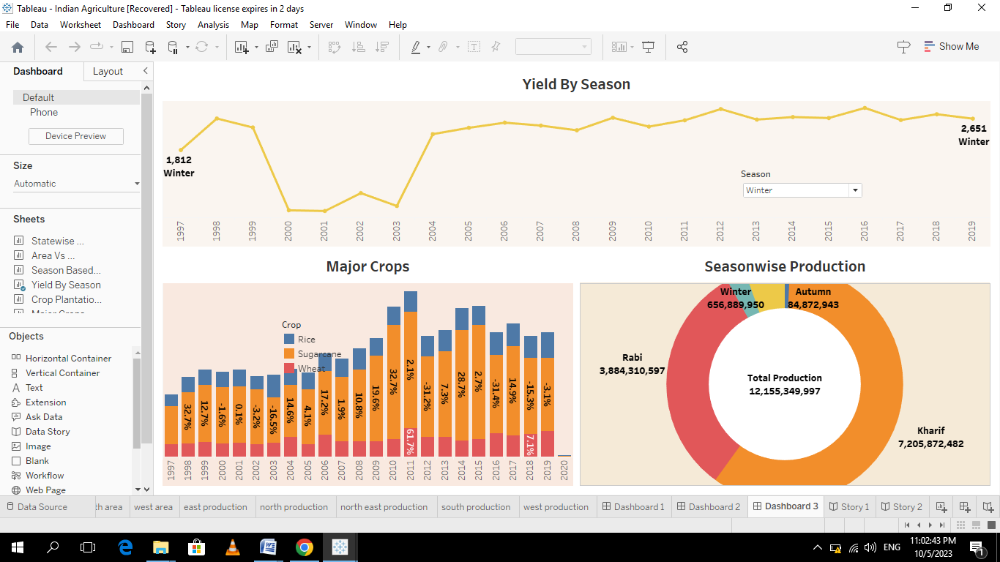 Tableau - Indian Agriculture [Recovered] - Tableau license expires in 2 days
File Data Worksheet Dashboard Story Analysis Map Format Server Window Help
Show Me
Dashboard Layout
Default
Phone
Device Preview
Size
Automatic
Sheets
Statewise ...
Area Vs ...
Season Based...
Yield By Season
Crop Plantatio...
Major Crops
Objects
Horizontal Container
Vertical Container
Text
Extension
Ask Data
Data Story
Image
Blank
Workflow
Web Page
Yield By Season
1,812
Winter
2,651
Winter
Season
Winter
1997 1998 1999 2000 2001 2002 2003 2004 2005 2006 2007 2008 2009 2010 2011 2012 2013 2014 2015 2016 2017 2018 2019
Major Crops
Crop
Rice
Sugarcane
Wheat
32.7% 12.7% -1.6% 0.1% -3.2% -16.5% 14.6% 4.1% 17.2% 1.9% 10.8% 19.6% 32.7% 2.1% -31.2% 7.3% 28.7% 2.7% -31.4% 14.9% -15.3% -3.1%
61.7% 7.1%
1997 1998 1999 2000 2001 2002 2003 2004 2005 2006 2007 2008 2009 2010 2011 2012 2013 2014 2015 2016 2017 2018 2019 2020
Seasonwise Production
Winter
656,889,950
Autumn
84,872,943
Rabi
3,884,310,597
Total Production
12,155,349,997
Kharif
7,205,872,482
Data Source th area west area east production north production north east production south production west production Dashboard 1 Dashboard 2 Dashboard 3 Story 1 Story 2
ENG
11:02:43 PM
10/5/2023
1